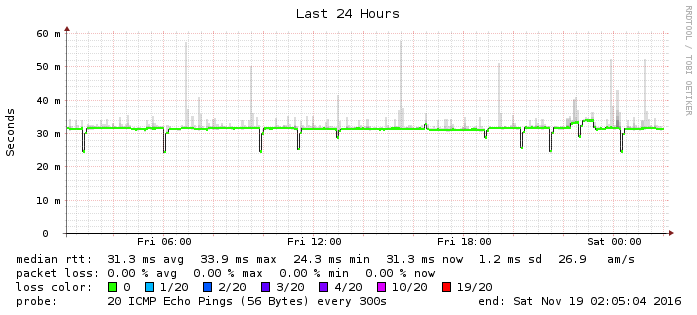 Last 24 Hours
RRDTOOL / TOBI OETIKER
Seconds
60 m
50 m
40 m
30 m
20 m
10 m
0
Fri 06:00 Fri 12:00 Fri 18:00 Sat 00:00
median rtt: 31.3 ms avg 33.9 ms max 24.3 ms min 31.3 ms now 1.2 ms sd 26.9 am/s
packet loss: 0.00 % avg 0.00 % max 0.00 % min 0.00 % now
loss color: 0 1/20 2/20 3/20 4/20 10/20 19/20
probe: 20 ICMP Echo Pings (56 Bytes) every 300s end: Sat Nov 19 02:05:04 2016